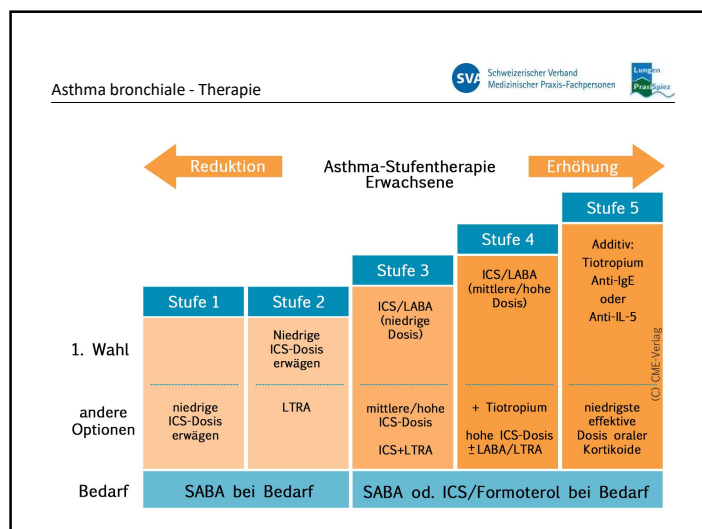 Asthma bronchiale - Therapie
SVA
Schweizerischer Verband
Medizinischer Praxis-Fachpersonen
Lungen
Praxis Spiez
Reduktion
Asthma-Stufentherapie
Erwachsene
Erhöhung
Stufe 1
Stufe 2
Stufe 3
Stufe 4
Stufe 5
1. Wahl
Niedrige
ICS-Dosis
erwägen
ICS/LABA
(niedrige
Dosis)
ICS/LABA
(mittlere/hohe
Dosis)
Additiv:
Tiotropium
Anti-IgE
oder
Anti-IL-5
andere
Optionen
niedrige
ICS-Dosis
erwägen
LTRA
mittlere/hohe
ICS-Dosis
ICS+LTRA
+ Tiotropium
hohe ICS-Dosis
±LABA/LTRA
niedrigste
effektive
Dosis oraler
Kortikoide
(C) CME-Verlag
Bedarf
SABA bei Bedarf
SABA od. ICS/Formoterol bei Bedarf